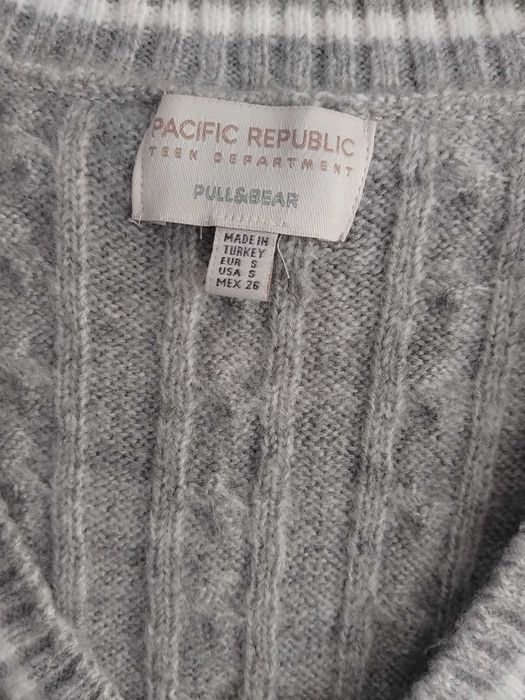 PACIFIC REPUBLIC
TEEN DEPARTMENT
PULL&BEAR
MADE IN
TURKEY
EUR S
USA S
MEX 26